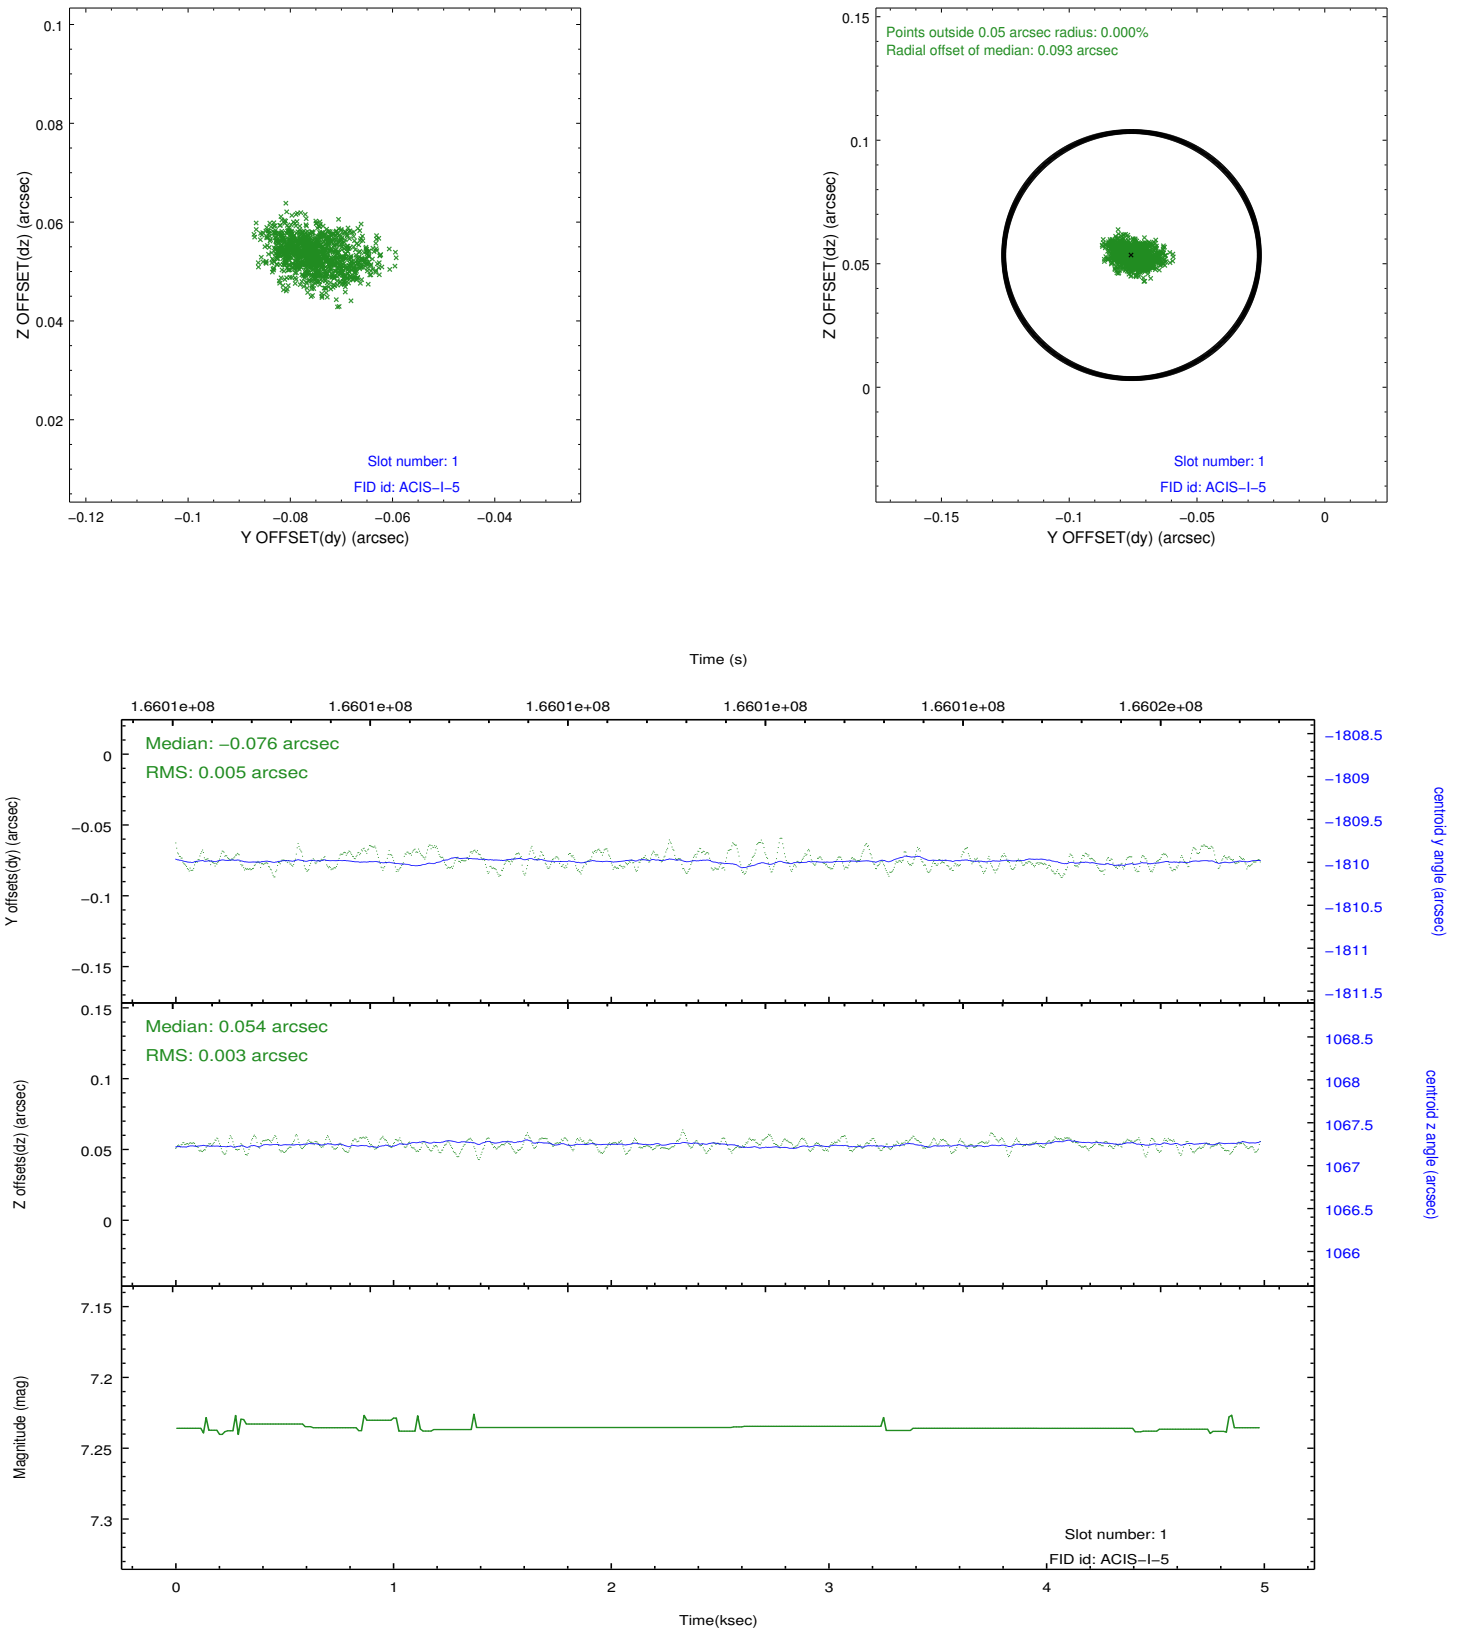 0.1
0.08
0.06
0.04
0.02
Z OFFSET(dz) (arcsec)
Slot number: 1
FID id: ACIS−I−5
−0.12 −0.1 −0.08 −0.06 −0.04
Y OFFSET(dy) (arcsec)
Points outside 0.05 arcsec radius: 0.000%
Radial offset of median: 0.093 arcsec
0.15
0.1
0.05
0
Z OFFSET(dz) (arcsec)
Slot number: 1
FID id: ACIS−I−5
−0.15 −0.1 −0.05 0
Y OFFSET(dy) (arcsec)
Time (s)
1.6601e+08 1.6601e+08 1.6601e+08 1.6601e+08 1.6601e+08 1.6602e+08
Median: −0.076 arcsec
RMS: 0.005 arcsec
0
−0.05
−0.1
−0.15
Y offsets(dy) (arcsec)
−1808.5
−1809
−1809.5
−1810
−1810.5
−1811
−1811.5
centroid y angle (arcsec)
Median: 0.054 arcsec
RMS: 0.003 arcsec
0.15
0.1
0.05
0
Z offsets(dz) (arcsec)
1068.5
1068
1067.5
1067
1066.5
1066
centroid z angle (arcsec)
7.15
7.2
7.25
7.3
Magnitude (mag)
Slot number: 1
FID id: ACIS−I−5
0 1 2 3 4 5
Time(ksec)